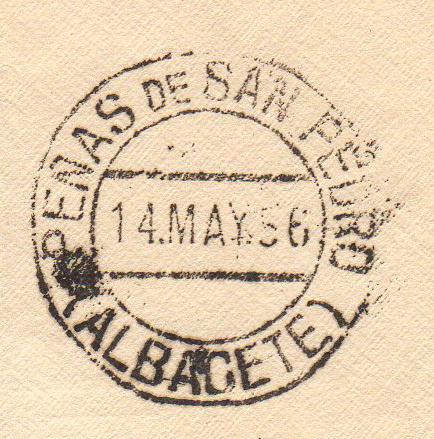 PEÑAS DE SAN PEDRO
14.MAY.56
(ALBACETE)